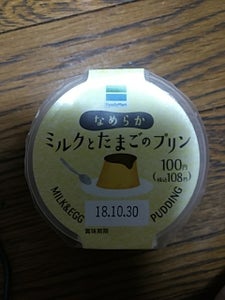 FamilyMart
なめらか
ミルクとたまごのプリン
100円
(税込108円)
MILK&EGG PUDDING
18.10.30
賞味期限